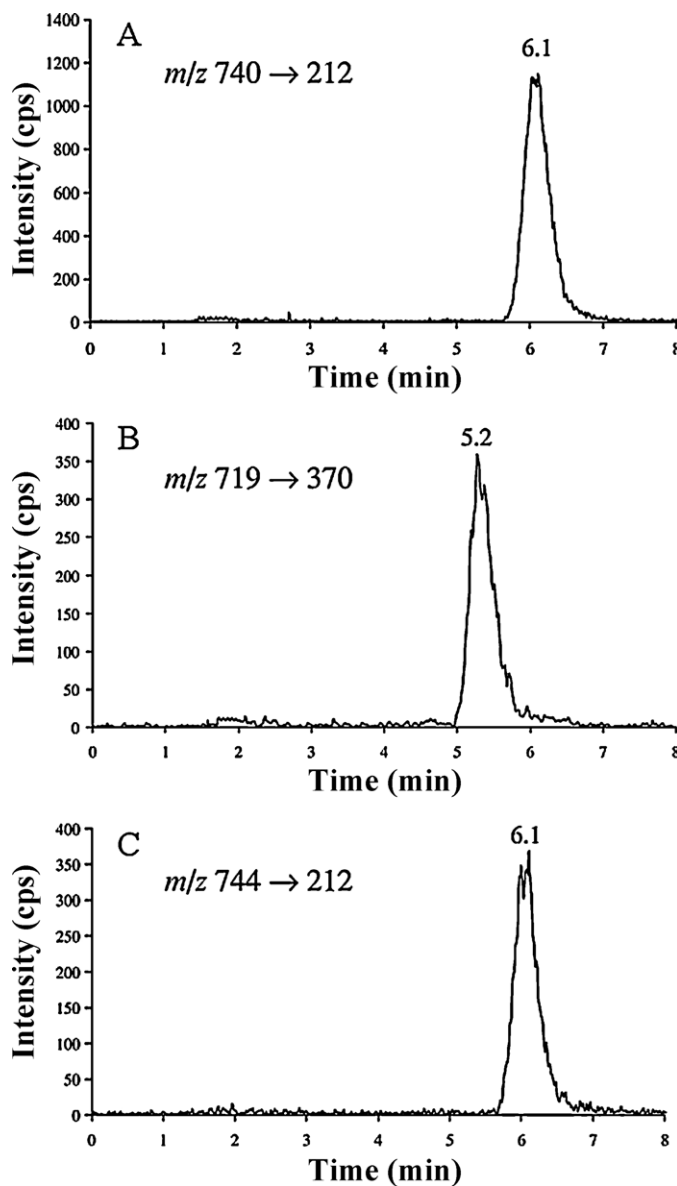 A
6.1
m/z 740 → 212
Intensity (cps)
1400
1200
1000
800
600
400
200
0
0 1 2 3 4 5 6 7 8
Time (min)
B
5.2
m/z 719 → 370
Intensity (cps)
400
350
300
250
200
150
100
50
0
0 1 2 3 4 5 6 7 8
Time (min)
C
6.1
m/z 744 → 212
Intensity (cps)
400
350
300
250
200
150
100
50
0
0 1 2 3 4 5 6 7 8
Time (min)